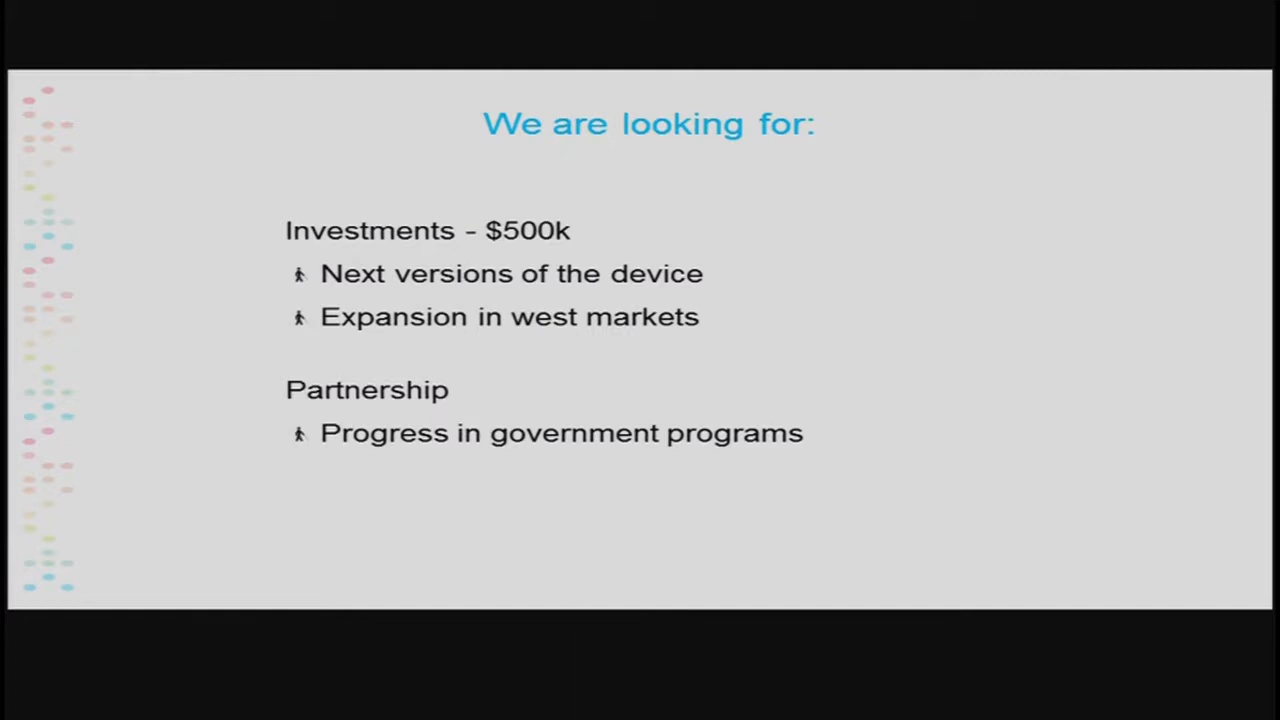 We are looking for:
Investments - $500k
Next versions of the device
Expansion in west markets
Partnership
Progress in government programs